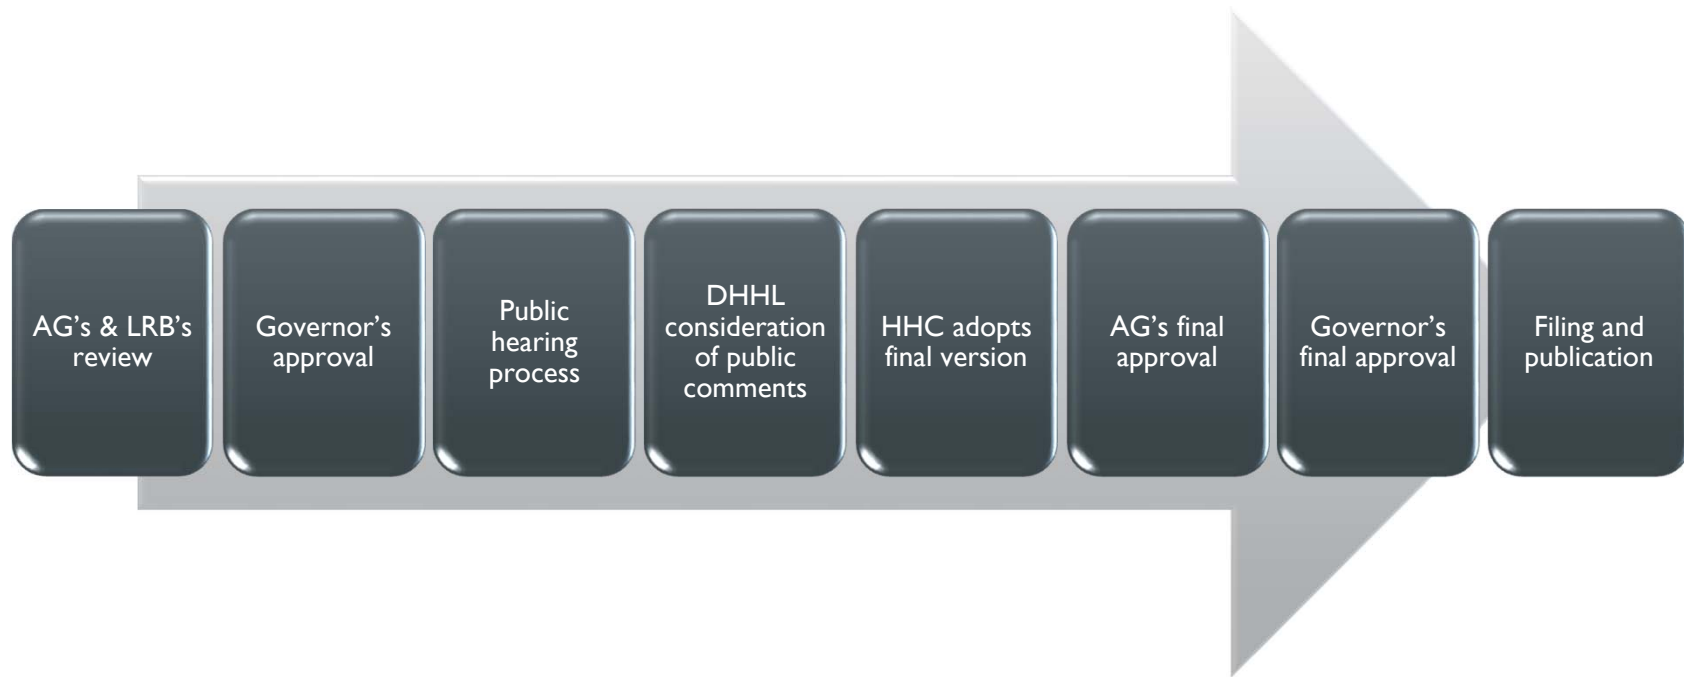 AG’s & LRB’s
review
Governor’s
approval
Public
hearing
process
DHHL
consideration
of public
comments
HHC adopts
final version
AG’s final
approval
Governor’s
final approval
Filing and
publication